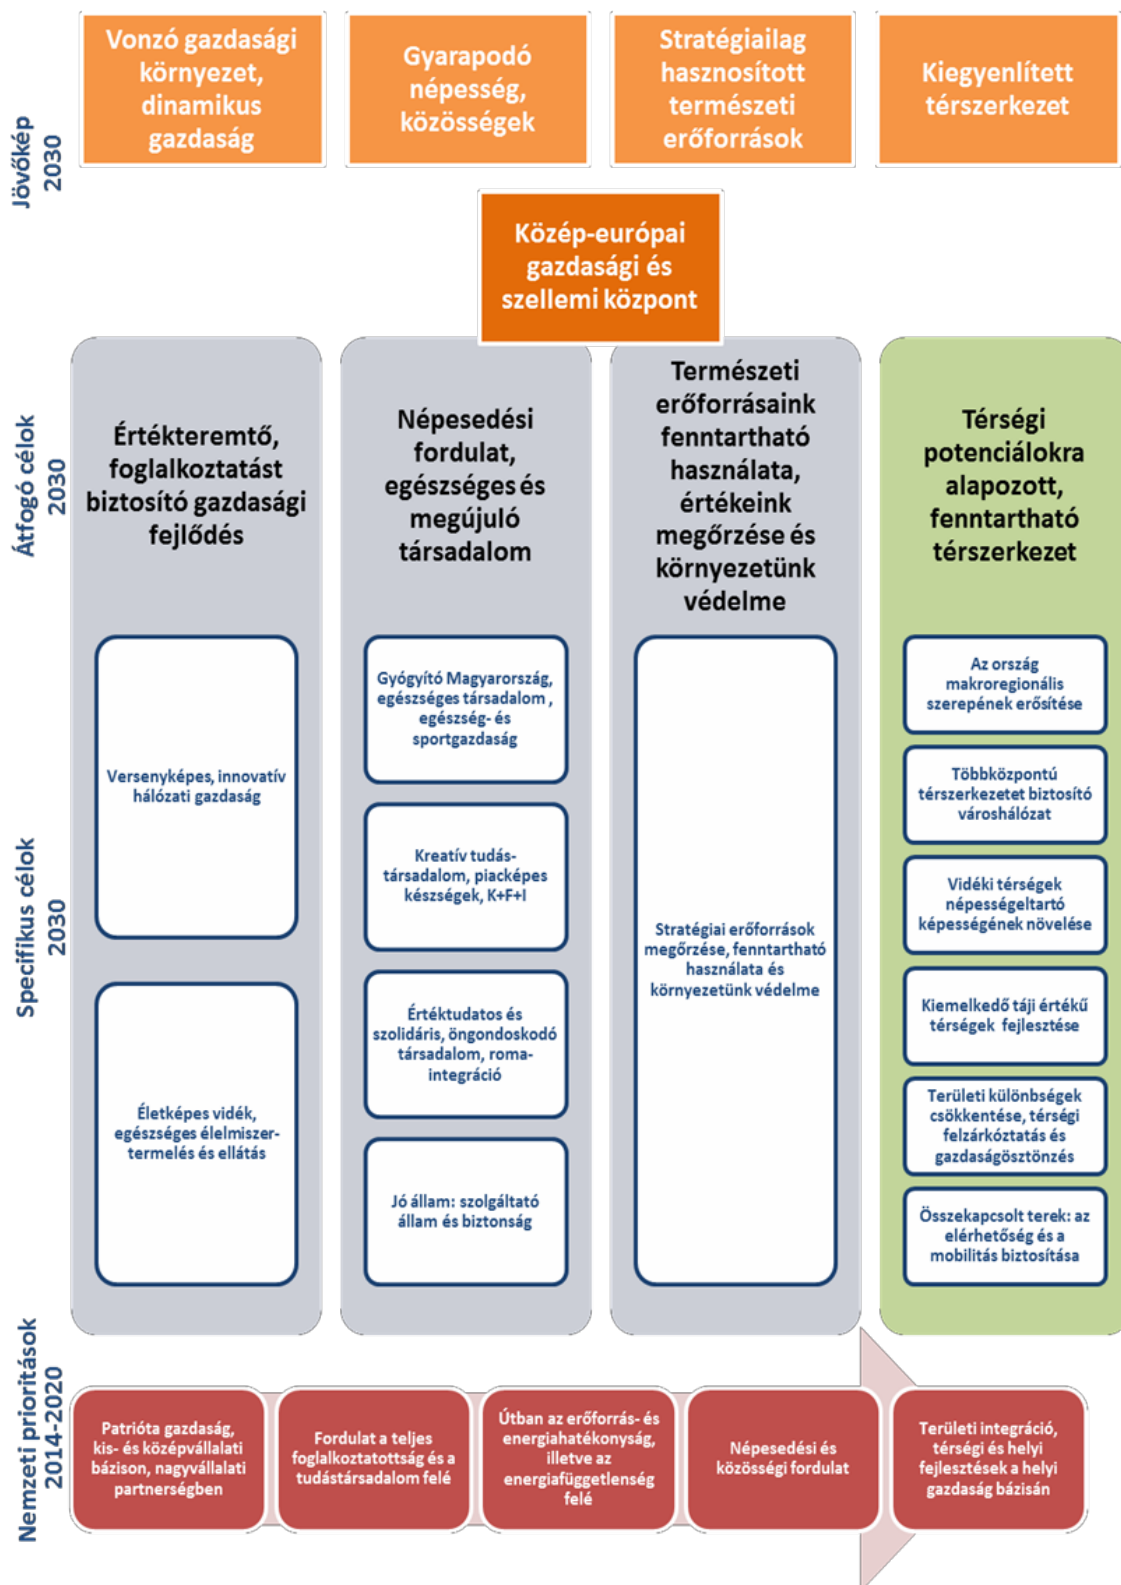 Jövőkép
2030
Vonzó gazdasági
környezet,
dinamikus
gazdaság
Gyarapodó
népesség,
közösségek
Stratégiailag
hasznosított
természeti
erőforrások
Kiegyenlített
térszerkezet
Közép-európai
gazdasági és
szellemi központ
Átfogó célok
2030
Értékteremtő,
foglalkoztatást
biztosító gazdasági
fejlődés
Népesedési
fordulat,
egészséges és
megújuló
társadalom
Természeti
erőforrásaink
fenntartható
használata,
értékeink
megőrzése és
környezetünk
védelme
Térségi
potenciálokra
alapozott,
fenntartható
térszerkezet
Specifikus célok
2030
Versenyképes, innovatív
hálózati gazdaság
Életképes vidék,
egészséges élelmiszer-
termelés és ellátás
Gyógyító Magyarország,
egészséges társadalom ,
egészség- és
sportgazdaság
Kreatív tudás-
társadalom, piacképes
készségek, K+F+I
Értéktudatos és
szolidáris, öngondoskodó
társadalom, roma-
integráció
Jó állam: szolgáltató
állam és biztonság
Stratégiai erőforrások
megőrzése, fenntartható
használata és
környezetünk védelme
Az ország
makroregionális
szerepének erősítése
Többközpontú
térszerkezetet biztosító
városhálózat
Vidéki térségek
népességeltartó
képességének növelése
Kiemelkedő táji értékű
térségek fejlesztése
Területi különbségek
csökkentése, térségi
felzárkóztatás és
gazdaságösztönzés
Összekapcsolt terek: az
elérhetőség és a
mobilitás biztosítása
Nemzeti prioritások
2014-2020
Patrióta gazdaság,
kis- és középvállalati
bázison, nagyvállalati
partnerségben
Fordulat a teljes
foglalkoztatottság és a
tudástársadalom felé
Útban az erőforrás- és
energiahatékonyság,
illetve az
energiafüggetlenség
felé
Népesedési és
közösségi fordulat
Területi integráció,
térségi és helyi
fejlesztések a helyi
gazdaság bázisán